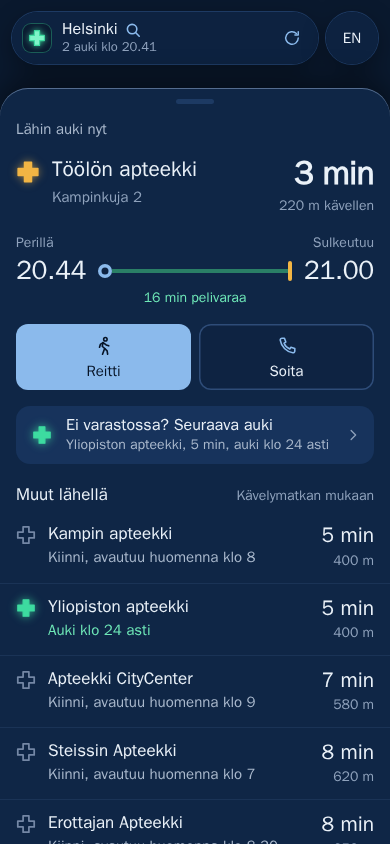 Helsinki
2 auki klo 20.41
EN
Lähin auki nyt
Töölön apteekki
3 min
Kampinkuja 2
220 m kävellen
Perillä
Sulkeutuu
20.44
21.00
16 min pelivaraa
Reitti
Soita
Ei varastossa? Seuraava auki
Yliopiston apteekki, 5 min, auki klo 24 asti
Muut lähellä
Kävelymatkan mukaan
Kampin apteekki
5 min
Kiinni, avautuu huomenna klo 8
400 m
Yliopiston apteekki
5 min
Auki klo 24 asti
400 m
Apteekki CityCenter
7 min
Kiinni, avautuu huomenna klo 9
580 m
Steissin Apteekki
8 min
Kiinni, avautuu huomenna klo 7
620 m
Erottajan Apteekki
8 min
Kiinni, avautuu huomenna klo